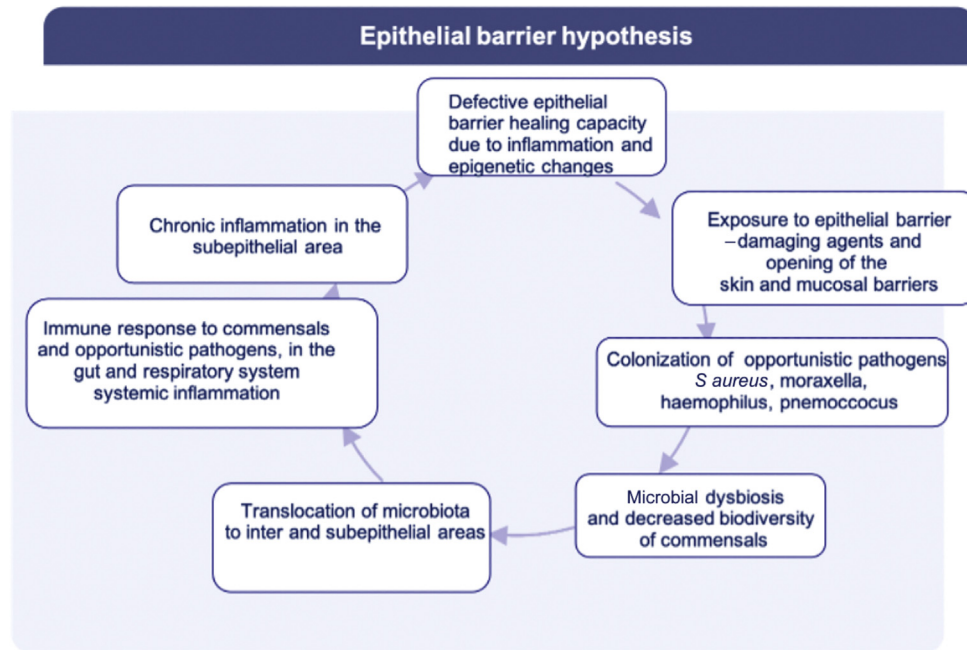 Epithelial barrier hypothesis
Defective epithelial
barrier healing capacity
due to inflammation and
epigenetic changes
Exposure to epithelial barrier
–damaging agents and
opening of the
skin and mucosal barriers
Colonization of opportunistic pathogens
S aureus, moraxella,
haemophilus, pnemoccocus
Microbial dysbiosis
and decreased biodiversity
of commensals
Translocation of microbiota
to inter and subepithelial areas
Immune response to commensals
and opportunistic pathogens, in the
gut and respiratory system
systemic inflammation
Chronic inflammation in the
subepithelial area